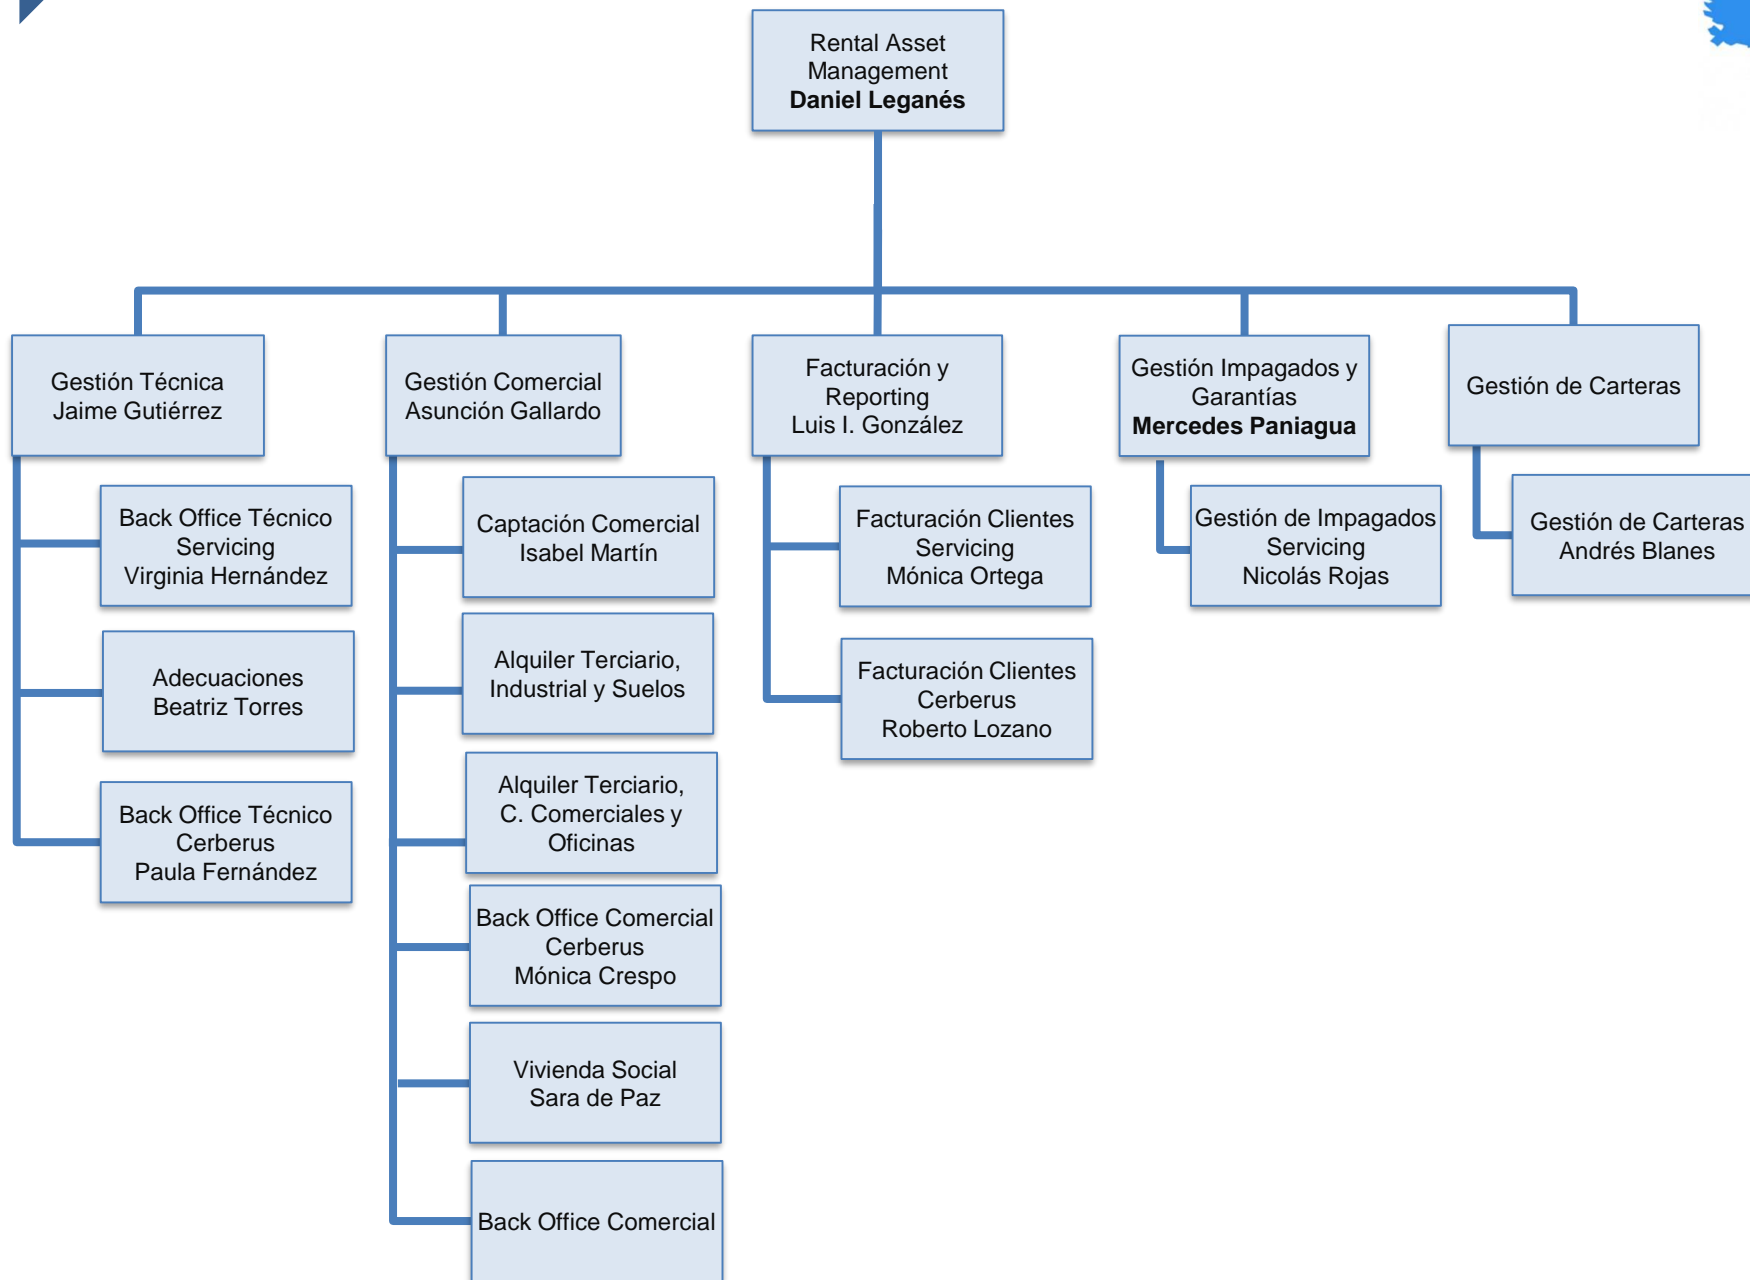 Rental Asset
Management
Daniel Leganés
Gestión Técnica
Jaime Gutiérrez
Gestión Comercial
Asunción Gallardo
Facturación y
Reporting
Luis I. González
Gestión Impagados y
Garantías
Mercedes Paniagua
Gestión de Carteras
Back Office Técnico
Servicing
Virginia Hernández
Adecuaciones
Beatriz Torres
Back Office Técnico
Cerberus
Paula Fernández
Captación Comercial
Isabel Martín
Alquiler Terciario,
Industrial y Suelos
Alquiler Terciario,
C. Comerciales y
Oficinas
Back Office Comercial
Cerberus
Mónica Crespo
Vivienda Social
Sara de Paz
Back Office Comercial
Facturación Clientes
Servicing
Mónica Ortega
Facturación Clientes
Cerberus
Roberto Lozano
Gestión de Impagados
Servicing
Nicolás Rojas
Gestión de Carteras
Andrés Blanes